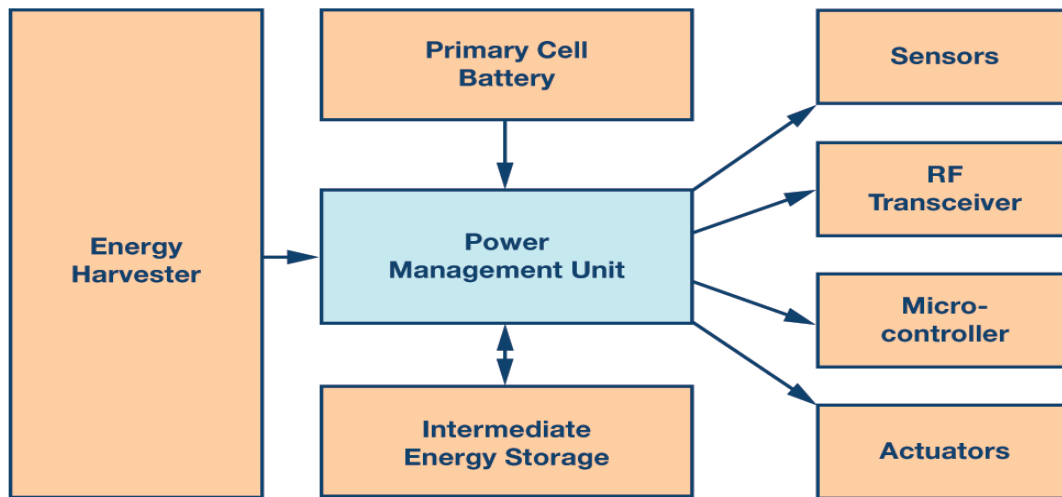 Primary Cell
Battery
Sensors
RF
Transceiver
Energy
Harvester
Power
Management Unit
Micro-
controller
Intermediate
Energy Storage
Actuators